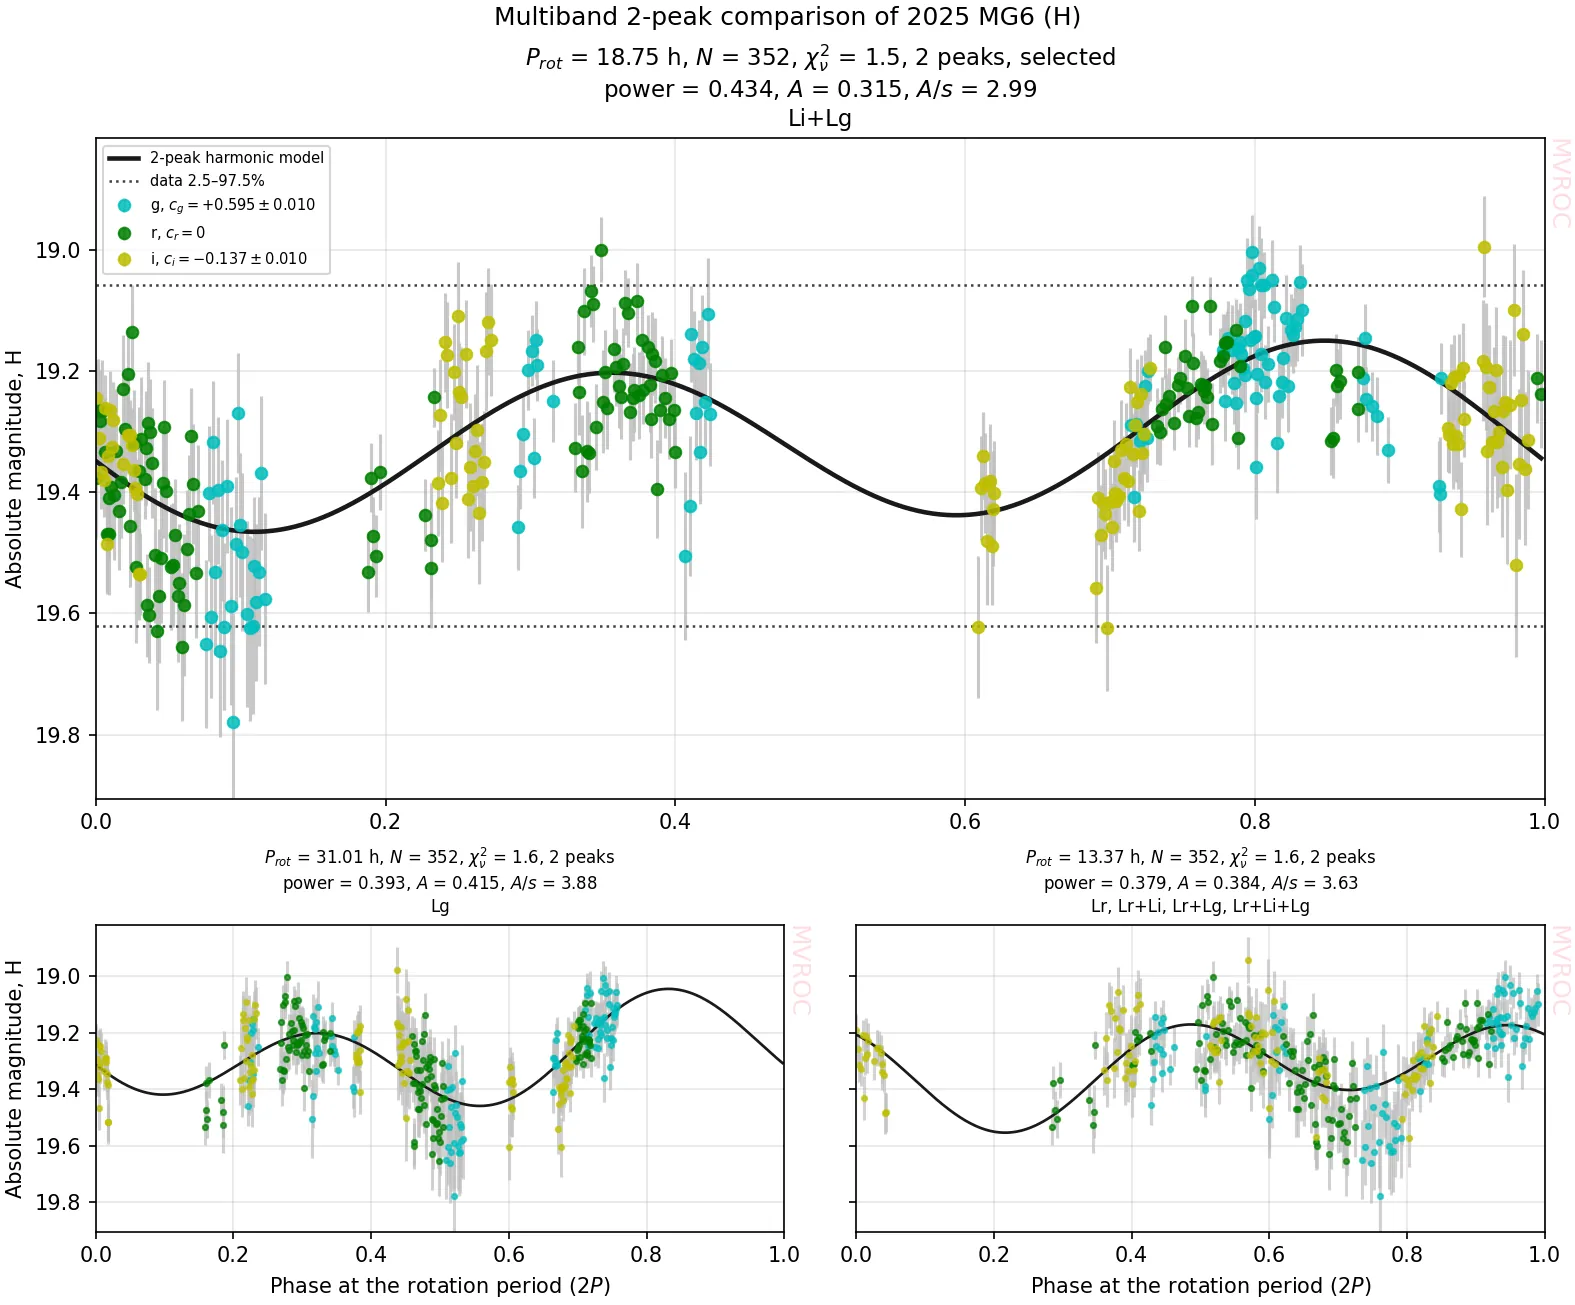 Multiband 2-peak comparison of 2025 MG6 (H)
P_rot = 18.75 h, N = 352, χ²_ν = 1.5, 2 peaks, selected
power = 0.434, A = 0.315, A/s = 2.99
Li+Lg
2-peak harmonic model
data 2.5–97.5%
g, c_g = +0.595 ± 0.010
r, c_r = 0
i, c_i = −0.137 ± 0.010
MVROC
Absolute magnitude, H
19.0
19.2
19.4
19.6
19.8
0.0 0.2 0.4 0.6 0.8 1.0
P_rot = 31.01 h, N = 352, χ²_ν = 1.6, 2 peaks
power = 0.393, A = 0.415, A/s = 3.88
Lg
MVROC
Absolute magnitude, H
19.0
19.2
19.4
19.6
19.8
0.0 0.2 0.4 0.6 0.8 1.0
Phase at the rotation period (2P)
P_rot = 13.37 h, N = 352, χ²_ν = 1.6, 2 peaks
power = 0.379, A = 0.384, A/s = 3.63
Lr, Lr+Li, Lr+Lg, Lr+Li+Lg
MVROC
0.0 0.2 0.4 0.6 0.8 1.0
Phase at the rotation period (2P)